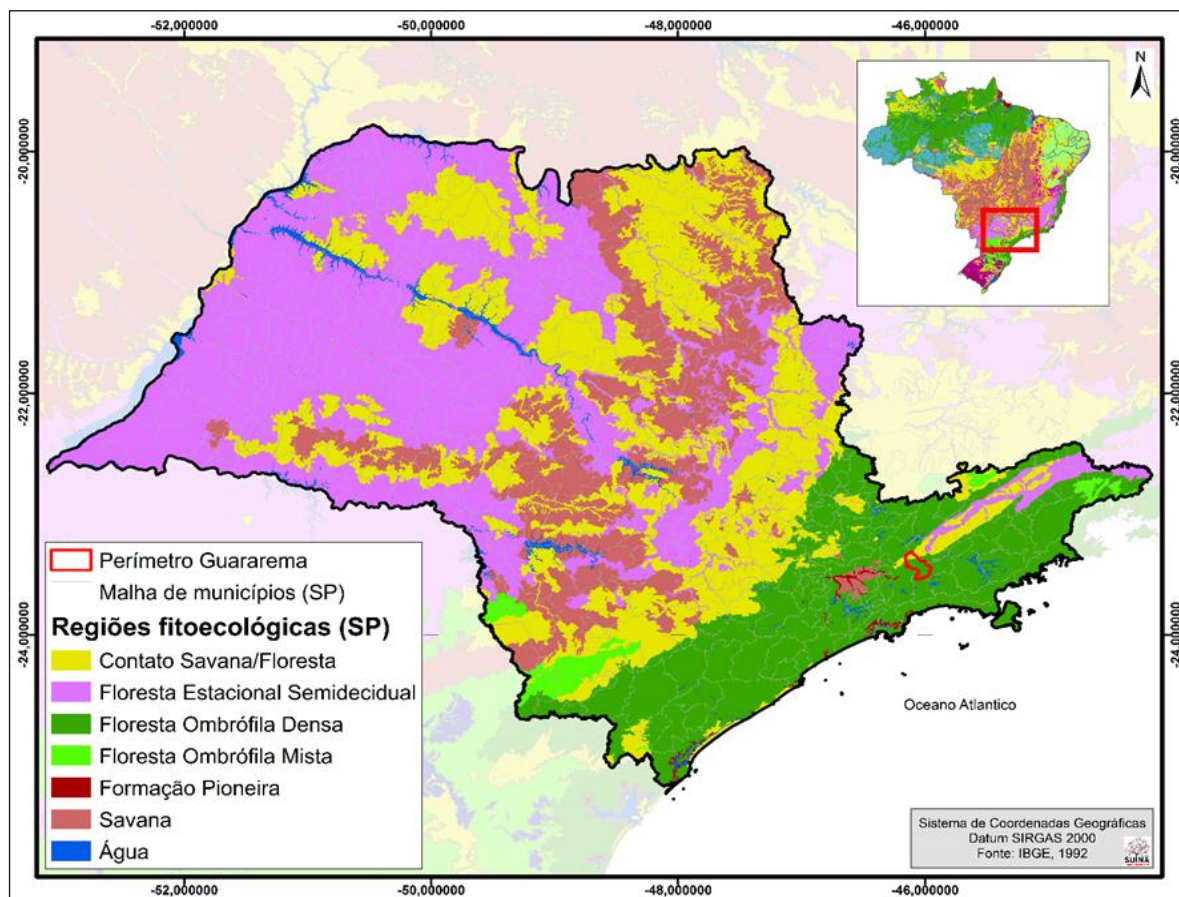 -52,000000
-50,000000
-48,000000
-46,000000
N
-20,000000
-20,000000
-22,000000
-22,000000
-24,000000
-24,000000
Oceano Atlantico
Perímetro Guararema
Malha de municípios (SP)
Regiões fitoecológicas (SP)
Contato Savana/Floresta
Floresta Estacional Semidecidual
Floresta Ombrófila Densa
Floresta Ombrófila Mista
Formação Pioneira
Savana
Água
Sistema de Coordenadas Geográficas
Datum SIRGAS 2000
Fonte: IBGE, 1992
SUINÃ
-52,000000
-50,000000
-48,000000
-46,000000